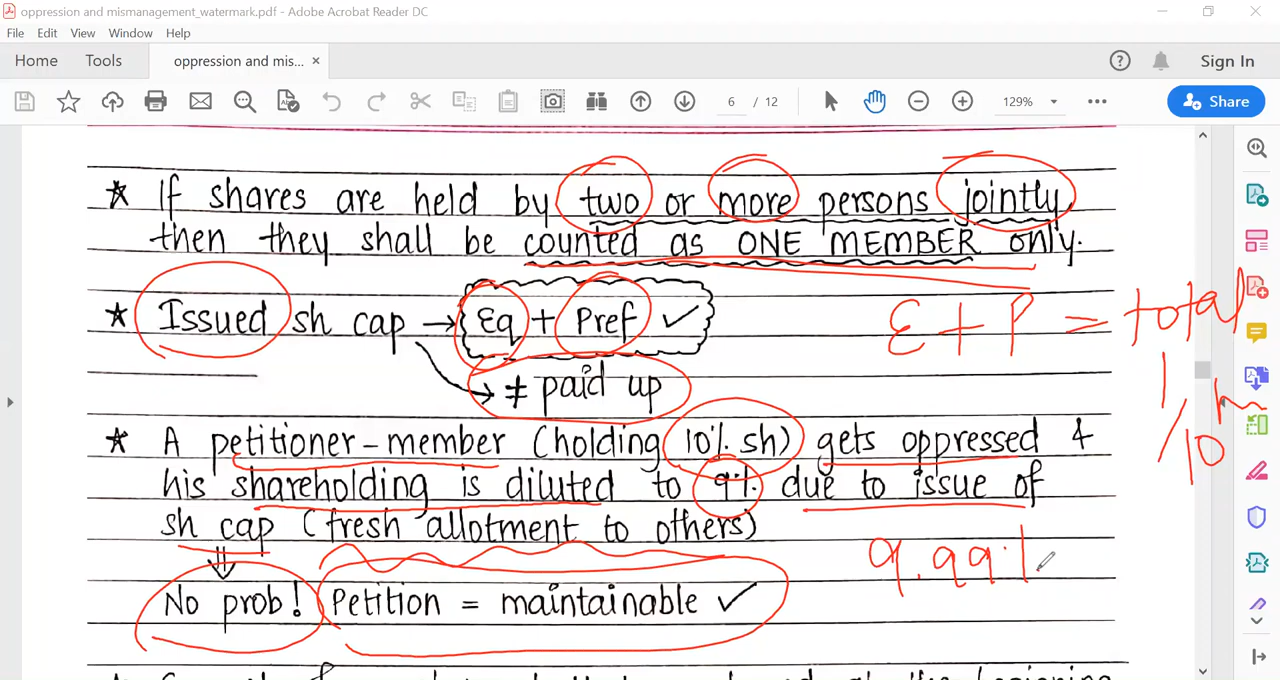 oppression and mismanagement_watermark.pdf - Adobe Acrobat Reader DC
File Edit View Window Help
Home Tools oppression and mis... × Sign In
6 / 12 129% Share
★ If shares are held by two or more persons jointly,
then they shall be counted as ONE MEMBER only.
★ Issued sh cap → Eq + Pref ✓
E + P = total
→ ≠ paid up
1/10 th
★ A petitioner-member (holding 10% sh) gets oppressed &
his shareholding is diluted to 9% due to issue of
sh cap (fresh allotment to others)
9.99%
No prob! Petition = maintainable ✓